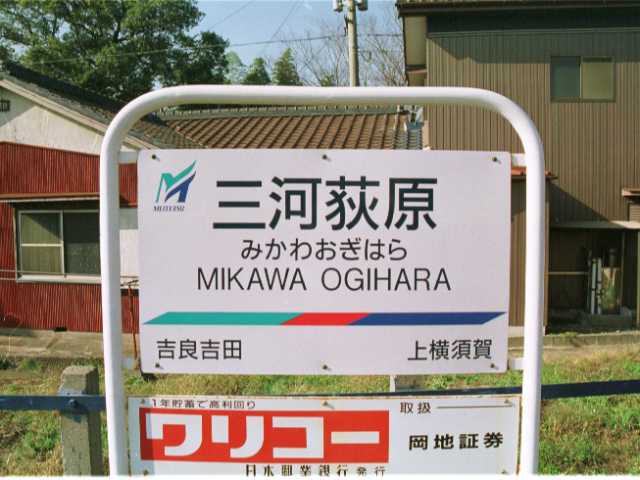 MEITETSU
三河荻原
みかわおぎはら
MIKAWA OGIHARA
吉良吉田 上横須賀
1年貯蓄で高利回り 取扱
ワリコー 岡地証券
日本興業銀行 発行